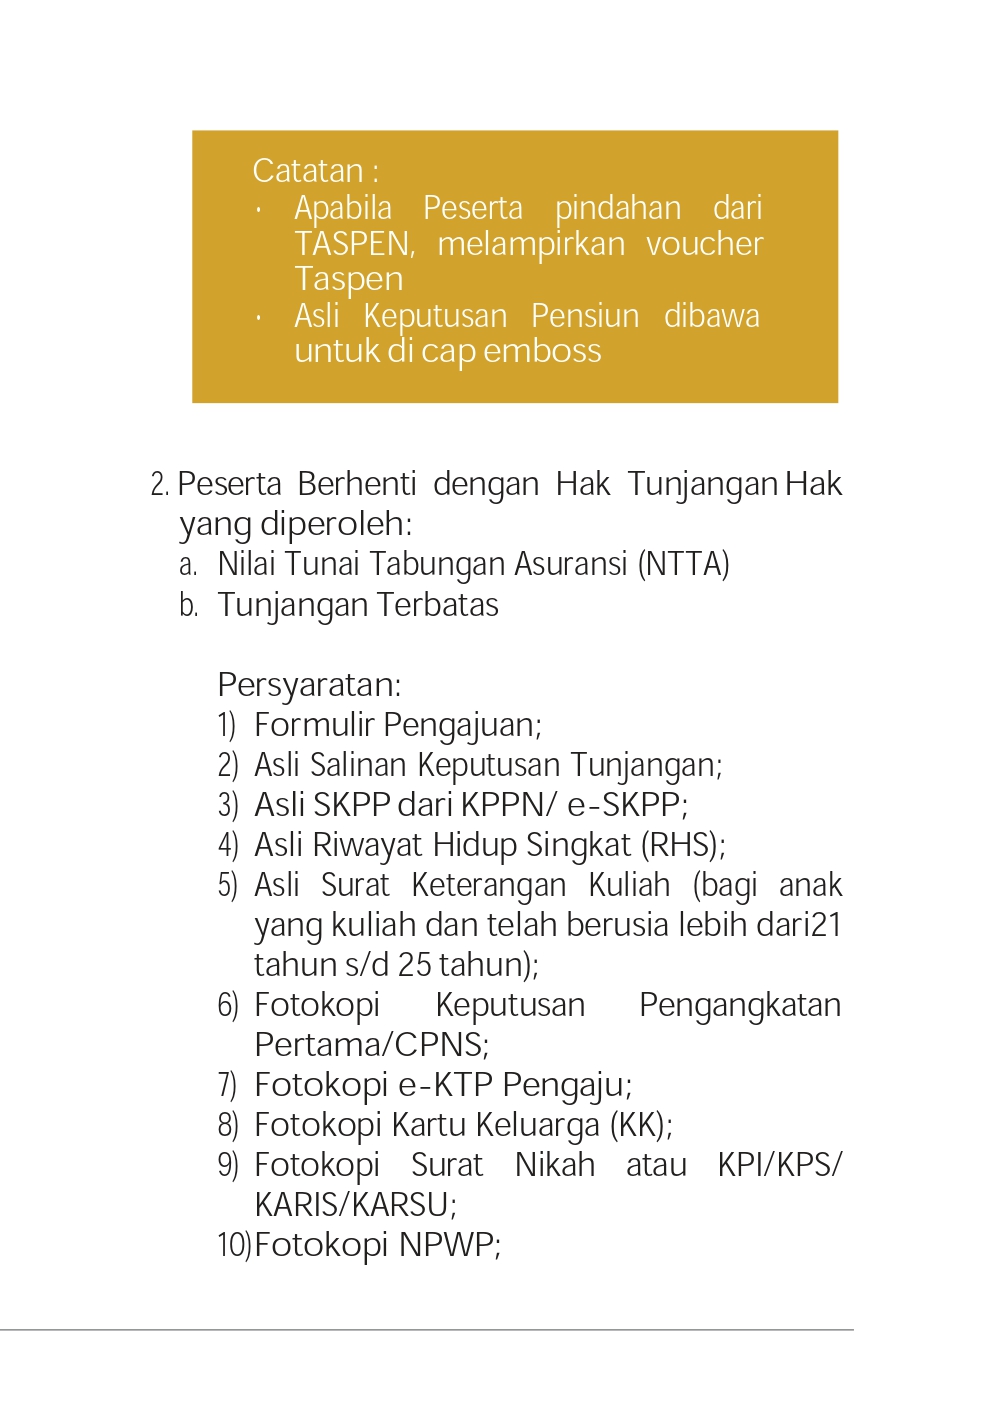 Catatan :
· Apabila Peserta pindahan dari
TASPEN, melampirkan voucher
Taspen
· Asli Keputusan Pensiun dibawa
untuk di cap emboss
2. Peserta Berhenti dengan Hak Tunjangan Hak
yang diperoleh:
a. Nilai Tunai Tabungan Asuransi (NTTA)
b. Tunjangan Terbatas
Persyaratan:
1) Formulir Pengajuan;
2) Asli Salinan Keputusan Tunjangan;
3) Asli SKPP dari KPPN/ e-SKPP;
4) Asli Riwayat Hidup Singkat (RHS);
5) Asli Surat Keterangan Kuliah (bagi anak
yang kuliah dan telah berusia lebih dari21
tahun s/d 25 tahun);
6) Fotokopi Keputusan Pengangkatan
Pertama/CPNS;
7) Fotokopi e-KTP Pengaju;
8) Fotokopi Kartu Keluarga (KK);
9) Fotokopi Surat Nikah atau KPI/KPS/
KARIS/KARSU;
10)Fotokopi NPWP;